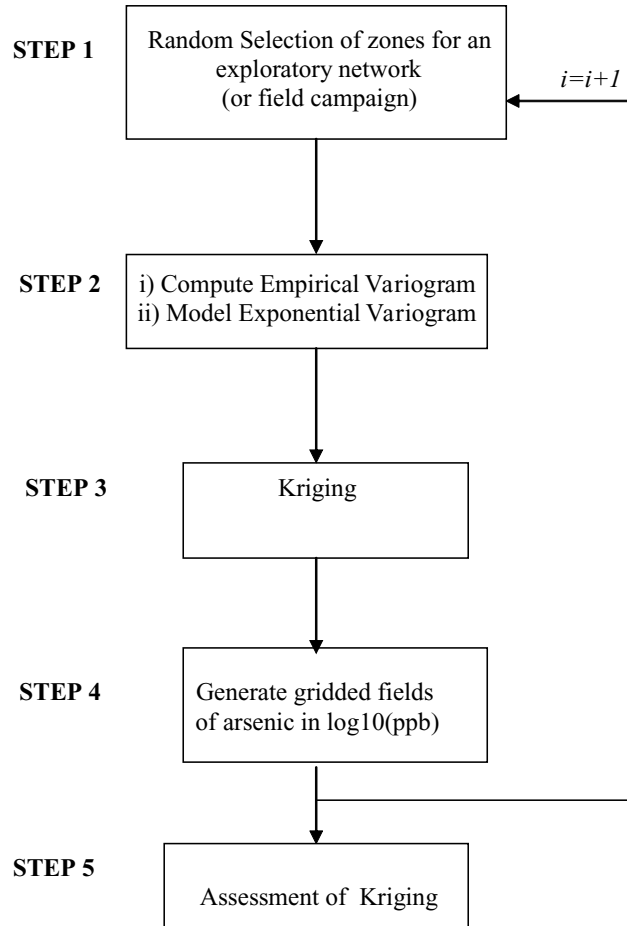 STEP 1
Random Selection of zones for an
exploratory network
(or field campaign)
i=i+1
STEP 2
i) Compute Empirical Variogram
ii) Model Exponential Variogram
STEP 3
Kriging
STEP 4
Generate gridded fields
of arsenic in log10(ppb)
STEP 5
Assessment of Kriging